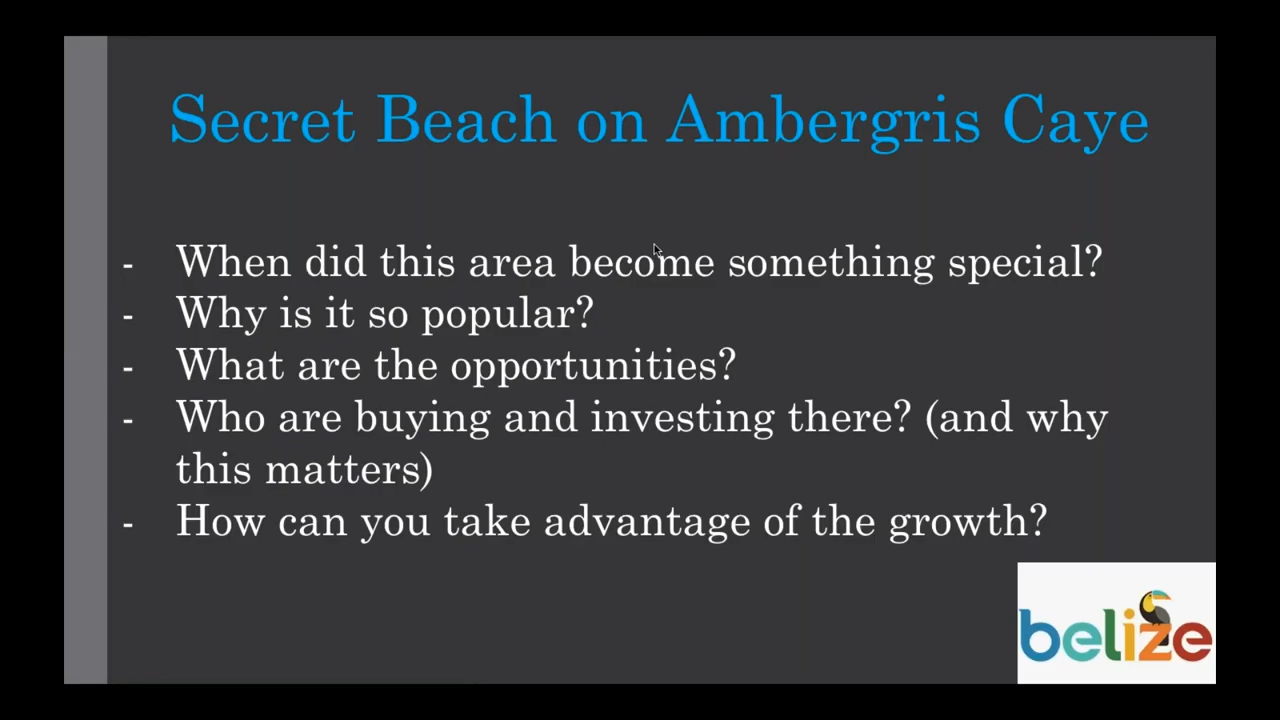 Secret Beach on Ambergris Caye
- When did this area become something special?
- Why is it so popular?
- What are the opportunities?
- Who are buying and investing there? (and why
this matters)
- How can you take advantage of the growth?
belize